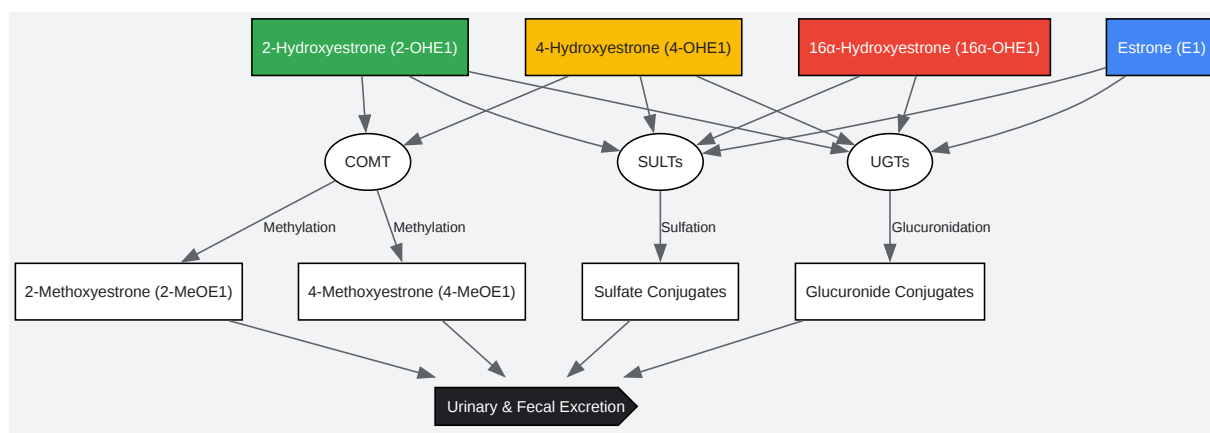 2-Hydroxyestrone (2-OHE1)
4-Hydroxyestrone (4-OHE1)
16α-Hydroxyestrone (16α-OHE1)
Estrone (E1)
COMT
SULTs
UGTs
Methylation
Methylation
Sulfation
Glucuronidation
2-Methoxyestrone (2-MeOE1)
4-Methoxyestrone (4-MeOE1)
Sulfate Conjugates
Glucuronide Conjugates
Urinary & Fecal Excretion